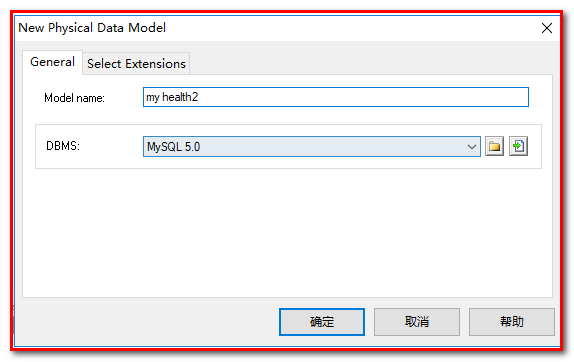 New Physical Data Model
General
Select Extensions
Model name:
my health2
DBMS:
MySQL 5.0
确定
取消
帮助